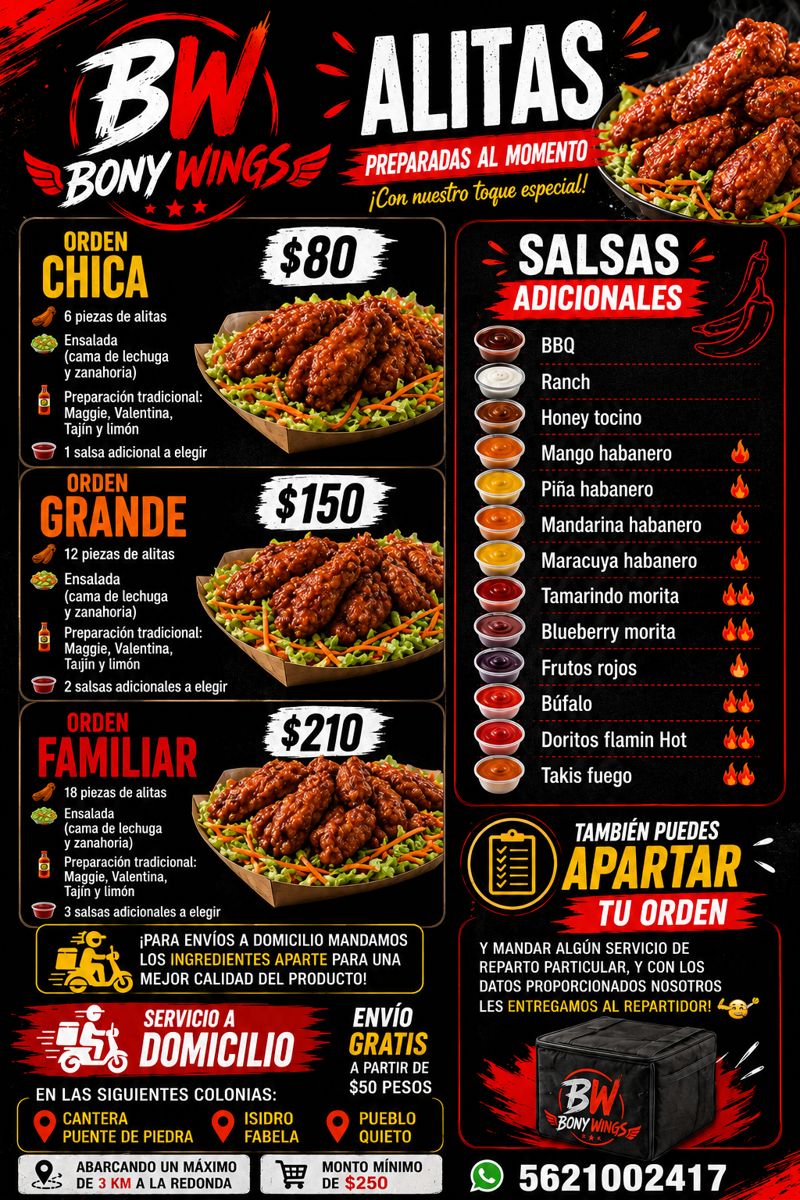 BW
BONY WINGS
ALITAS
PREPARADAS AL MOMENTO
¡Con nuestro toque especial!
ORDEN
CHICA
$80
6 piezas de alitas
Ensalada
(cama de lechuga
y zanahoria)
Preparación tradicional:
Maggie, Valentina,
Tajín y limón
1 salsa adicional a elegir
ORDEN
GRANDE
$150
12 piezas de alitas
Ensalada
(cama de lechuga
y zanahoria)
Preparación tradicional:
Maggie, Valentina,
Taıjín y limón
2 salsas adicionales a elegir
ORDEN
FAMILIAR
$210
18 piezas de alitas
Ensalada
(cama de lechuga
y zanahoria)
Preparación tradicional:
Maggie, Valentina,
Tajín y limón
3 salsas adicionales a elegir
SALSAS
ADICIONALES
BBQ
Ranch
Honey tocino
Mango habanero
Piña habanero
Mandarina habanero
Maracuya habanero
Tamarindo morita
Blueberry morita
Frutos rojos
Búfalo
Doritos flamin Hot
Takis fuego
¡PARA ENVÍOS A DOMICILIO MANDAMOS
LOS INGREDIENTES APARTE PARA UNA
MEJOR CALIDAD DEL PRODUCTO!
SERVICIO A
DOMICILIO
ENVÍO
GRATIS
A PARTIR DE
$50 PESOS
EN LAS SIGUIENTES COLONIAS:
CANTERA
PUENTE DE PIEDRA
ISIDRO
FABELA
PUEBLO
QUIETO
ABARCANDO UN MÁXIMO
DE 3 KM A LA REDONDA
MONTO MÍNIMO
DE $250
TAMBIÉN PUEDES
APARTAR
TU ORDEN
Y MANDAR ALGÚN SERVICIO DE
REPARTO PARTICULAR, Y CON LOS
DATOS PROPORCIONADOS NOSOTROS
LES ENTREGAMOS AL REPARTIDOR!
BW
BONY WINGS
5621002417